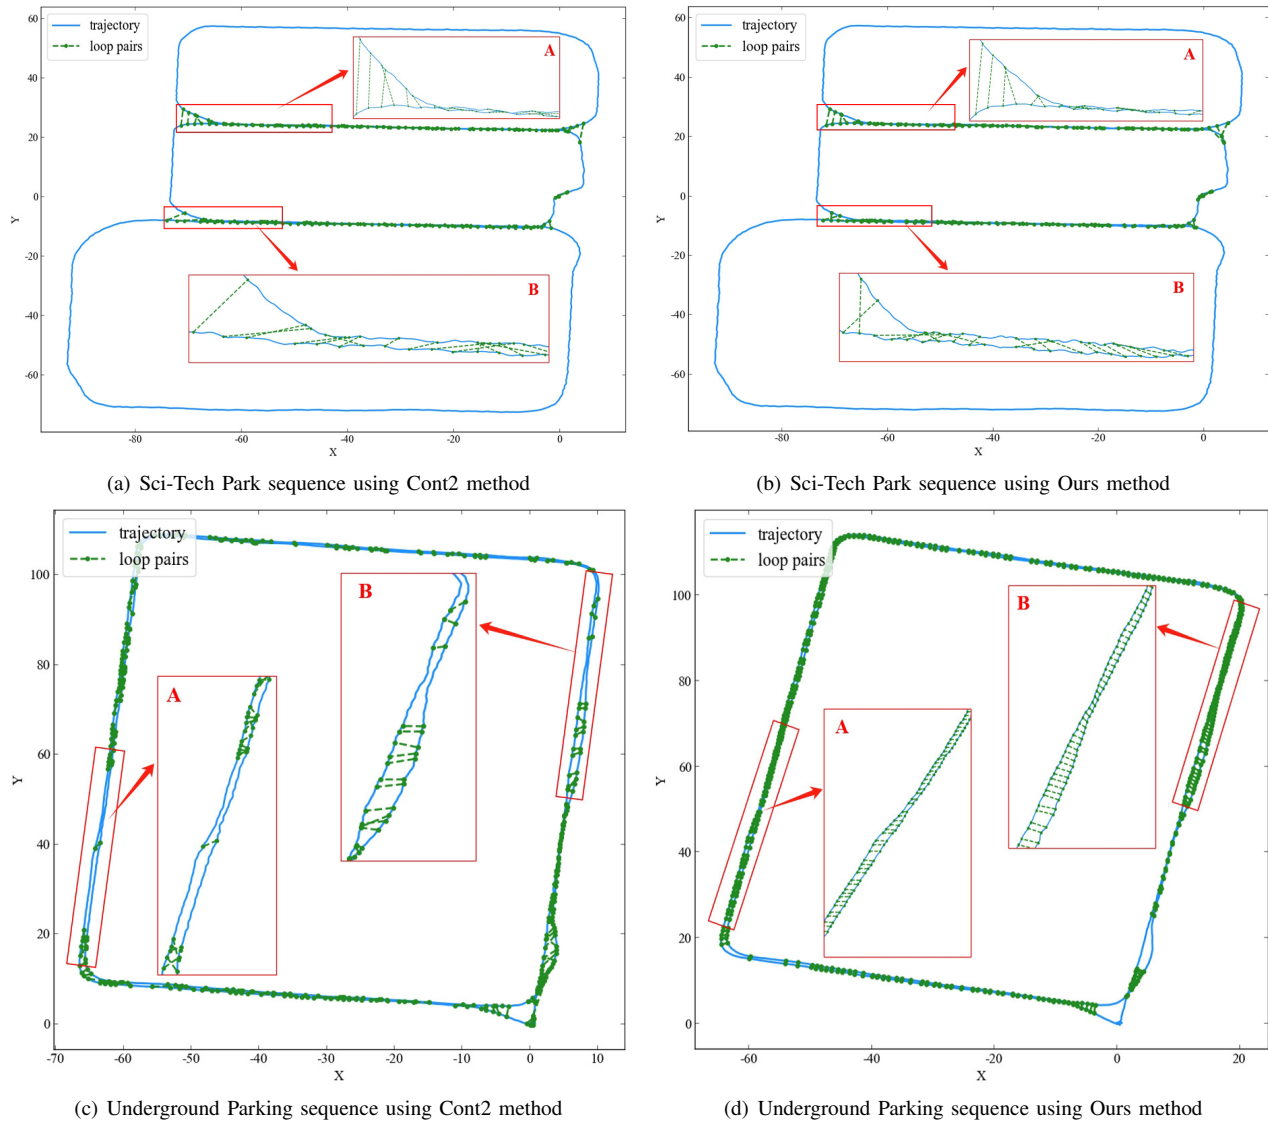 60
40
20
0
-20
-40
-60
Y
trajectory
loop pairs
A
B
-80
-60
-40
-20
0
X
(a) Sci-Tech Park sequence using Cont2 method
60
40
20
0
-20
-40
-60
Y
trajectory
loop pairs
A
B
-80
-60
-40
-20
0
X
(b) Sci-Tech Park sequence using Ours method
100
80
60
40
20
0
Y
trajectory
loop pairs
B
A
-70
-60
-50
-40
-30
-20
-10
0
10
X
(c) Underground Parking sequence using Cont2 method
100
80
60
40
20
0
Y
trajectory
loop pairs
B
A
-60
-40
-20
0
20
X
(d) Underground Parking sequence using Ours method